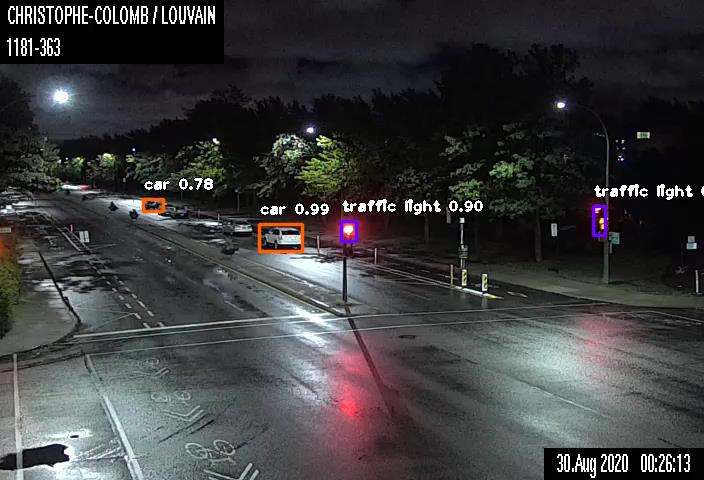 CHRISTOPHE-COLOMB / LOUVAIN
1181-363
car 0.78
car 0.99
traffic light 0.90
traffic light 0
30.Aug 2020 00:26:13